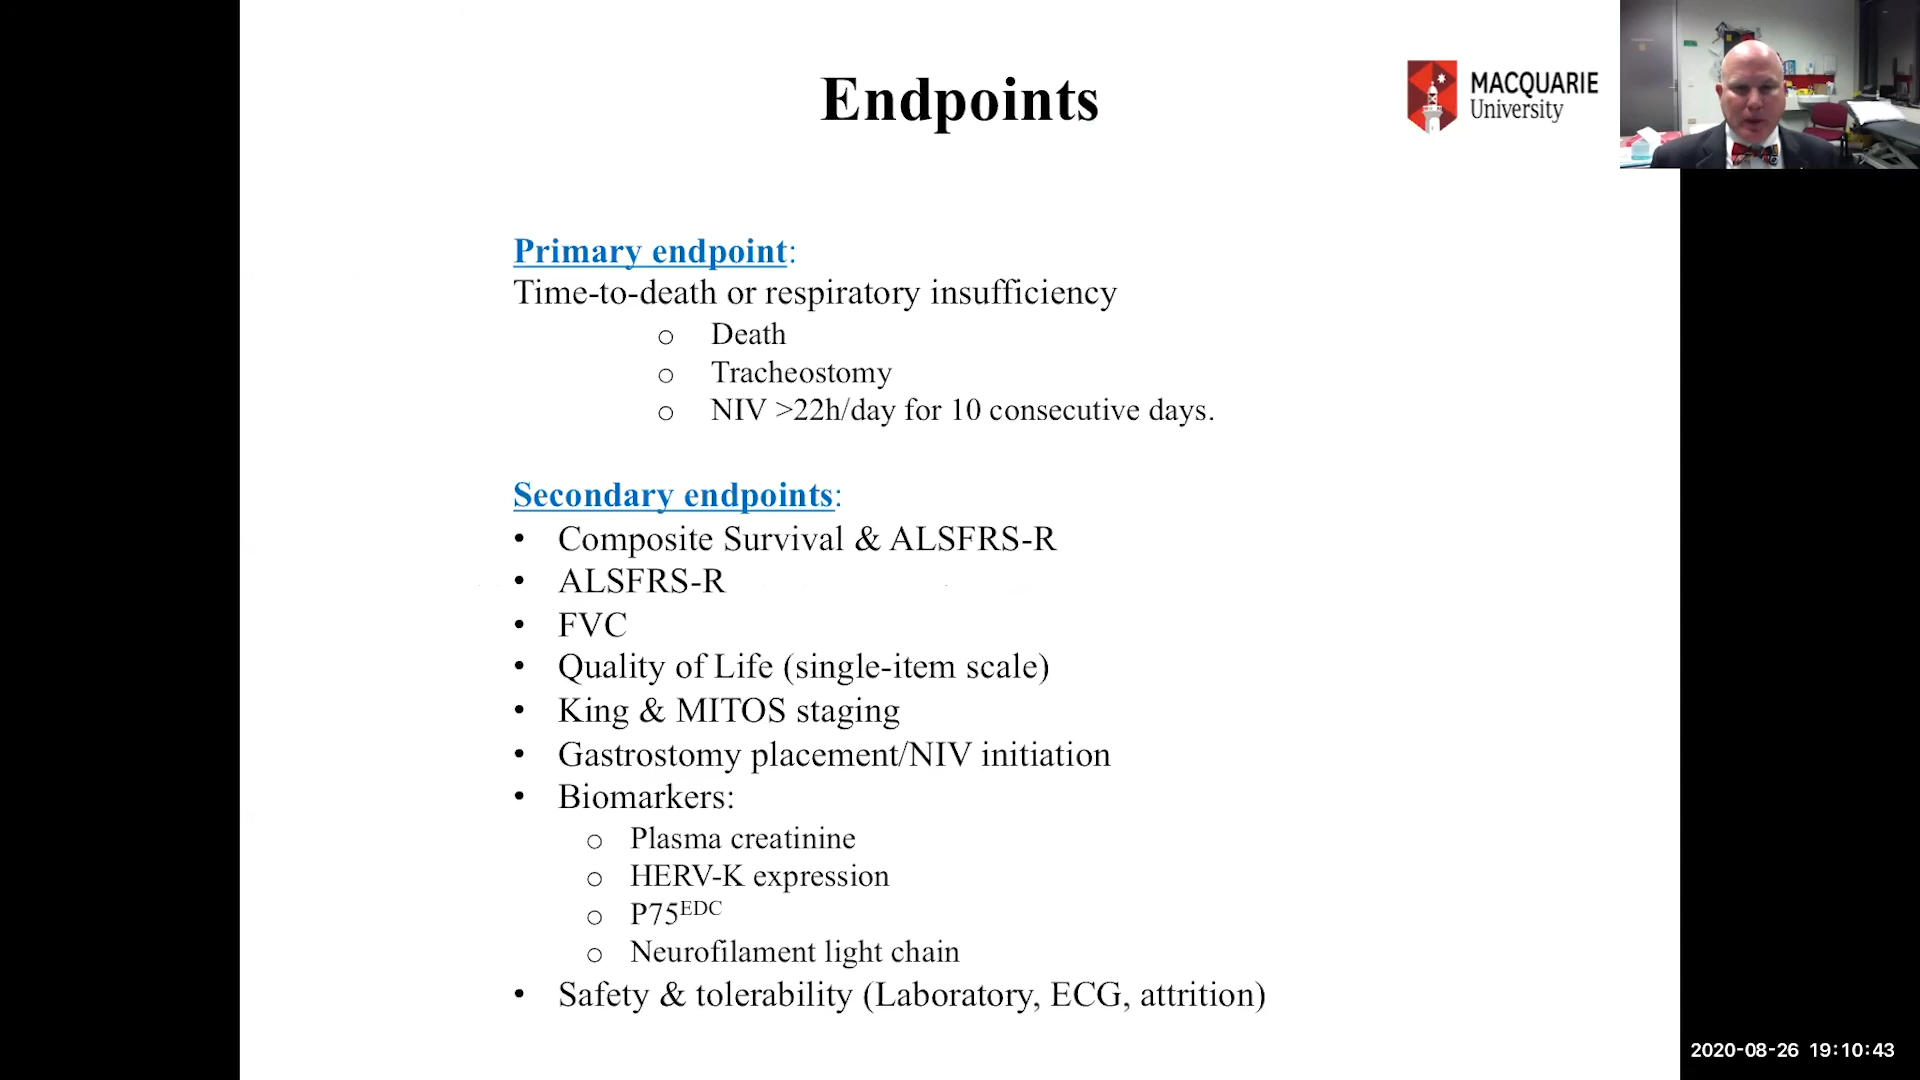 Endpoints
MACQUARIE
University
Primary endpoint:
Time-to-death or respiratory insufficiency
o Death
o Tracheostomy
o NIV >22h/day for 10 consecutive days.
Secondary endpoints:
• Composite Survival & ALSFRS-R
• ALSFRS-R
• FVC
• Quality of Life (single-item scale)
• King & MITOS staging
• Gastrostomy placement/NIV initiation
• Biomarkers:
o Plasma creatinine
o HERV-K expression
o P75EDC
o Neurofilament light chain
• Safety & tolerability (Laboratory, ECG, attrition)
2020-08-26 19:10:43